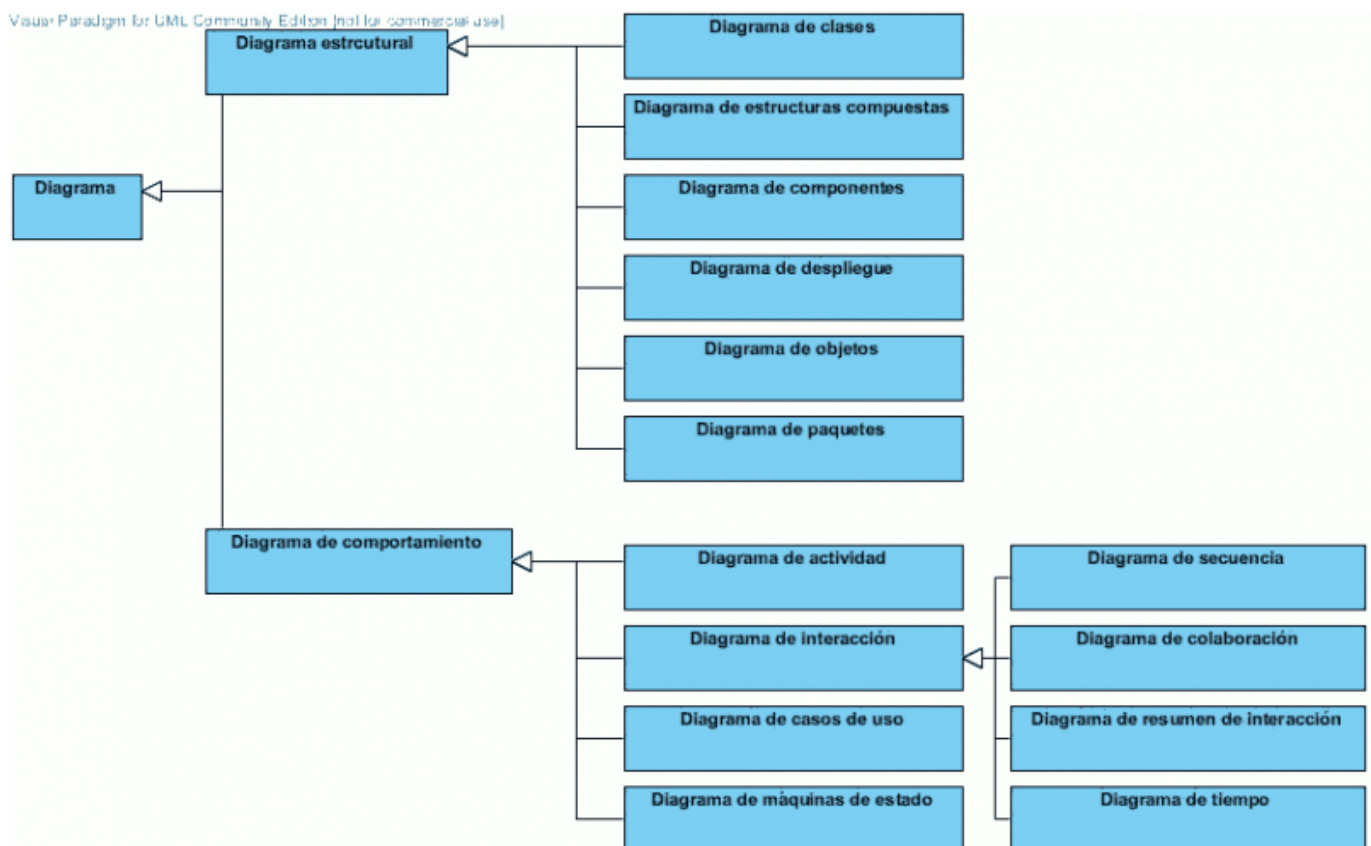 Visual Paradigm for UML Community Edition [not for commercial use]
Diagrama estrcutural
Diagrama de clases
Diagrama de estructuras compuestas
Diagrama
Diagrama de componentes
Diagrama de despliegue
Diagrama de objetos
Diagrama de paquetes
Diagrama de comportamiento
Diagrama de actividad
Diagrama de secuencia
Diagrama de interacción
Diagrama de colaboración
Diagrama de casos de uso
Diagrama de resumen de interacción
Diagrama de máquinas de estado
Diagrama de tiempo